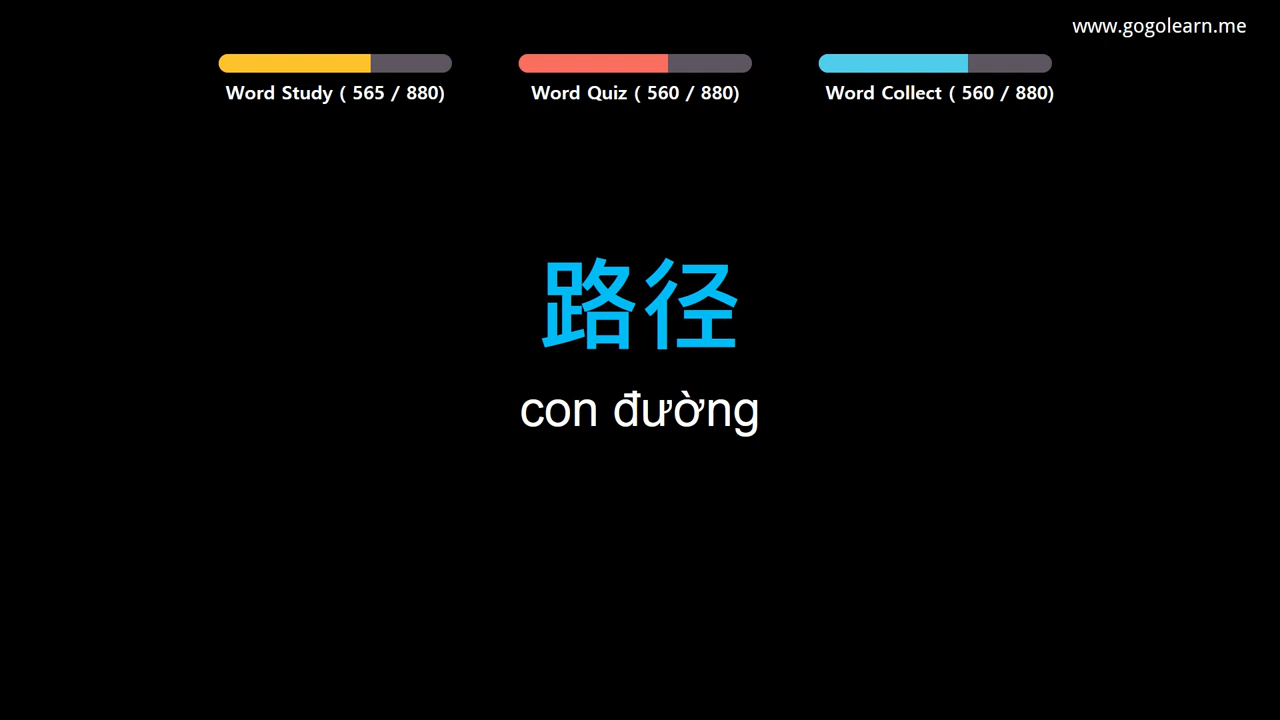 www.gogolearn.me
Word Study ( 565 / 880)
Word Quiz ( 560 / 880)
Word Collect ( 560 / 880)
路径
con đường